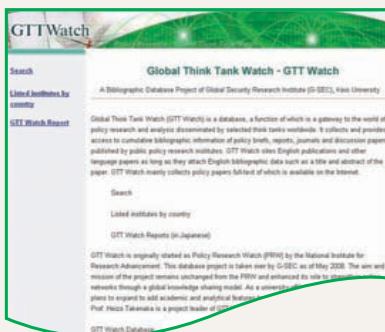 GTTWatch
Search
Listed institutes by
country
GTT Watch Report
Global Think Tank Watch - GTT Watch
A Bibliographic Database Project of Global Security Research Institute (G-SEC), Keio University
Global Think Tank Watch (GTT Watch) is a database, a function of which is a gateway to the world of
policy research and analysis disseminated by selected think tanks worldwide. It collects and provides
access to cumulative bibliographic information of policy briefs, reports, journals and discussion papers
published by public policy research institutes. GTT Watch sites English publications and other
language papers as long as they attach English bibliographic data such as a title and abstract of the
paper. GTT Watch mainly collects policy papers full-text of which is available on the Internet.
Search
Listed institutes by country
GTT Watch Reports (in Japanese)
GTT Watch is originally started as Policy Research Watch (PRW) by the National Institute for
Research Advancement. This database project is taken over by G-SEC as of May 2008. The aim and
mission of the project remains unchanged from the PRW and enhanced its role to
networks through a global knowledge sharing model. As a university
plans to expand to add academic and analytical features
Prof. Heizo Takenaka is a project leader of GTT
GTT Watch Database